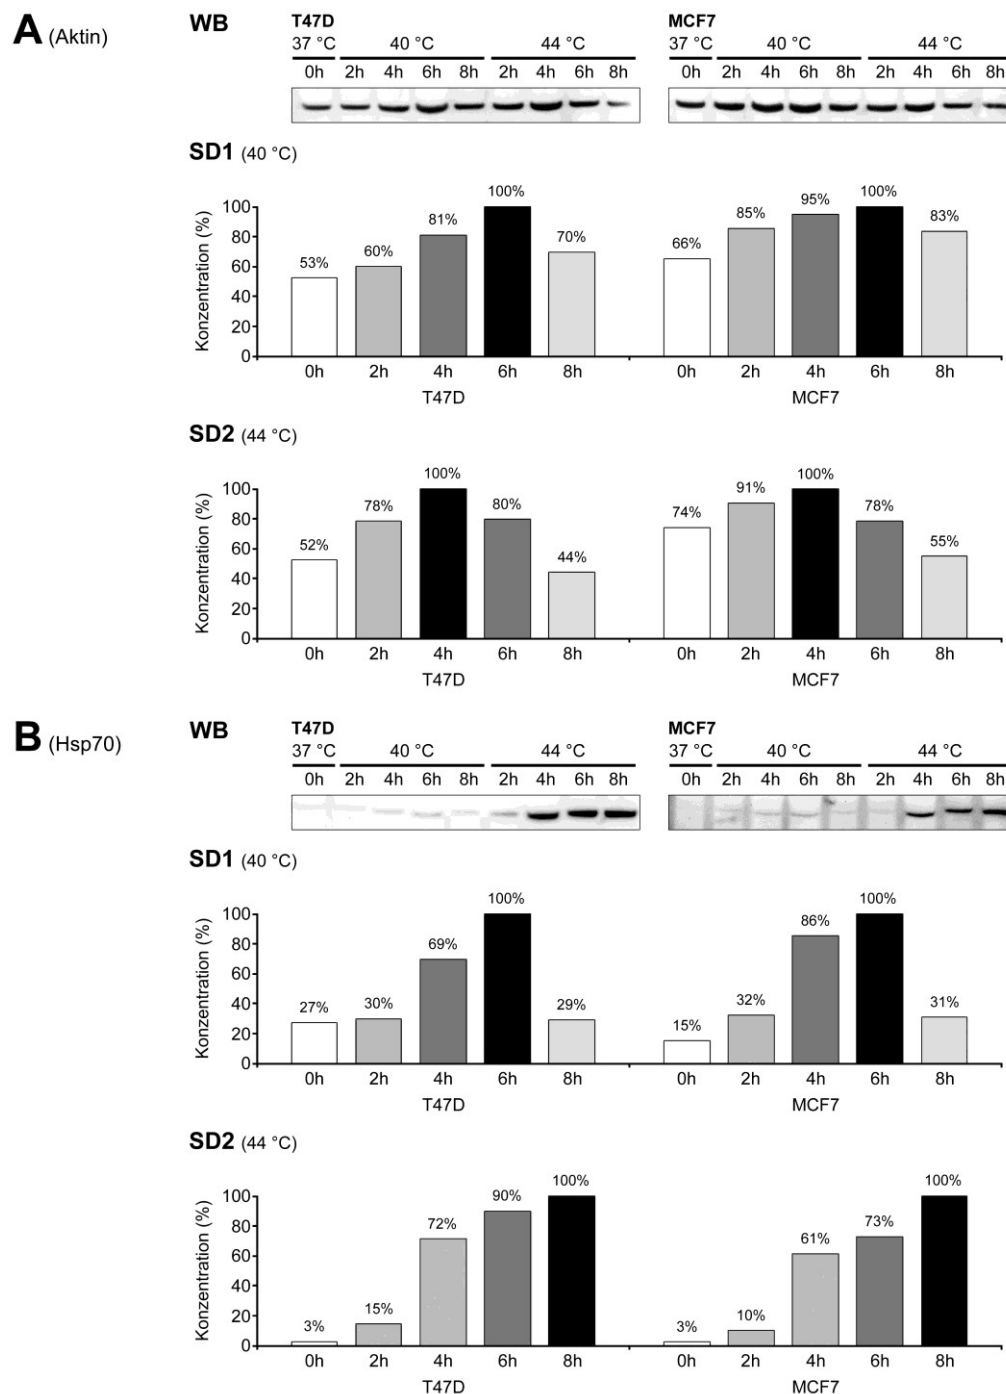 A (Aktin)
WB
T47D MCF7
37 °C 40 °C 44 °C 37 °C 40 °C 44 °C
0h 2h 4h 6h 8h 2h 4h 6h 8h 0h 2h 4h 6h 8h 2h 4h 6h 8h
SD1 (40 °C)
Konzentration (%)
100
80
60
40
20
0
53% 60% 81% 100% 70% 66% 85% 95% 100% 83%
0h 2h 4h 6h 8h 0h 2h 4h 6h 8h
T47D MCF7
SD2 (44 °C)
Konzentration (%)
100
80
60
40
20
0
52% 78% 100% 80% 44% 74% 91% 100% 78% 55%
0h 2h 4h 6h 8h 0h 2h 4h 6h 8h
T47D MCF7
B (Hsp70)
WB
T47D MCF7
37 °C 40 °C 44 °C 37 °C 40 °C 44 °C
0h 2h 4h 6h 8h 2h 4h 6h 8h 0h 2h 4h 6h 8h 2h 4h 6h 8h
SD1 (40 °C)
Konzentration (%)
100
80
60
40
20
0
27% 30% 69% 100% 29% 15% 32% 86% 100% 31%
0h 2h 4h 6h 8h 0h 2h 4h 6h 8h
T47D MCF7
SD2 (44 °C)
Konzentration (%)
100
80
60
40
20
0
3% 15% 72% 90% 100% 3% 10% 61% 73% 100%
0h 2h 4h 6h 8h 0h 2h 4h 6h 8h
T47D MCF7